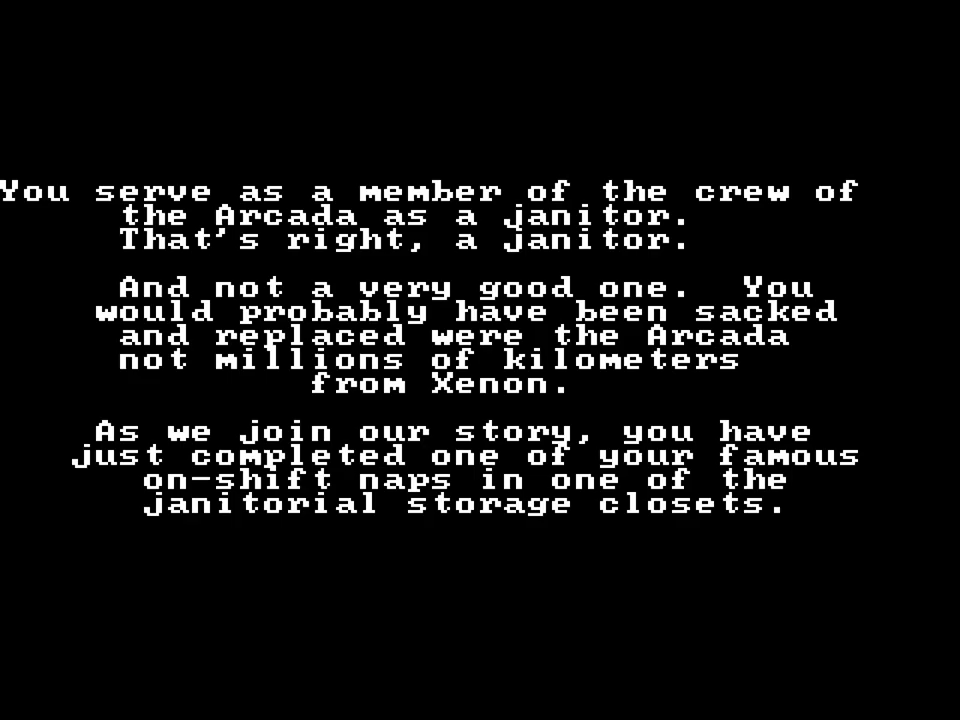 You serve as a member of the crew of
the Arcada as a janitor.
That's right, a janitor.
And not a very good one.  You
would probably have been sacked
and replaced were the Arcada
not millions of kilometers
from Xenon.
As we join our story, you have
just completed one of your famous
on-shift naps in one of the
janitorial storage closets.